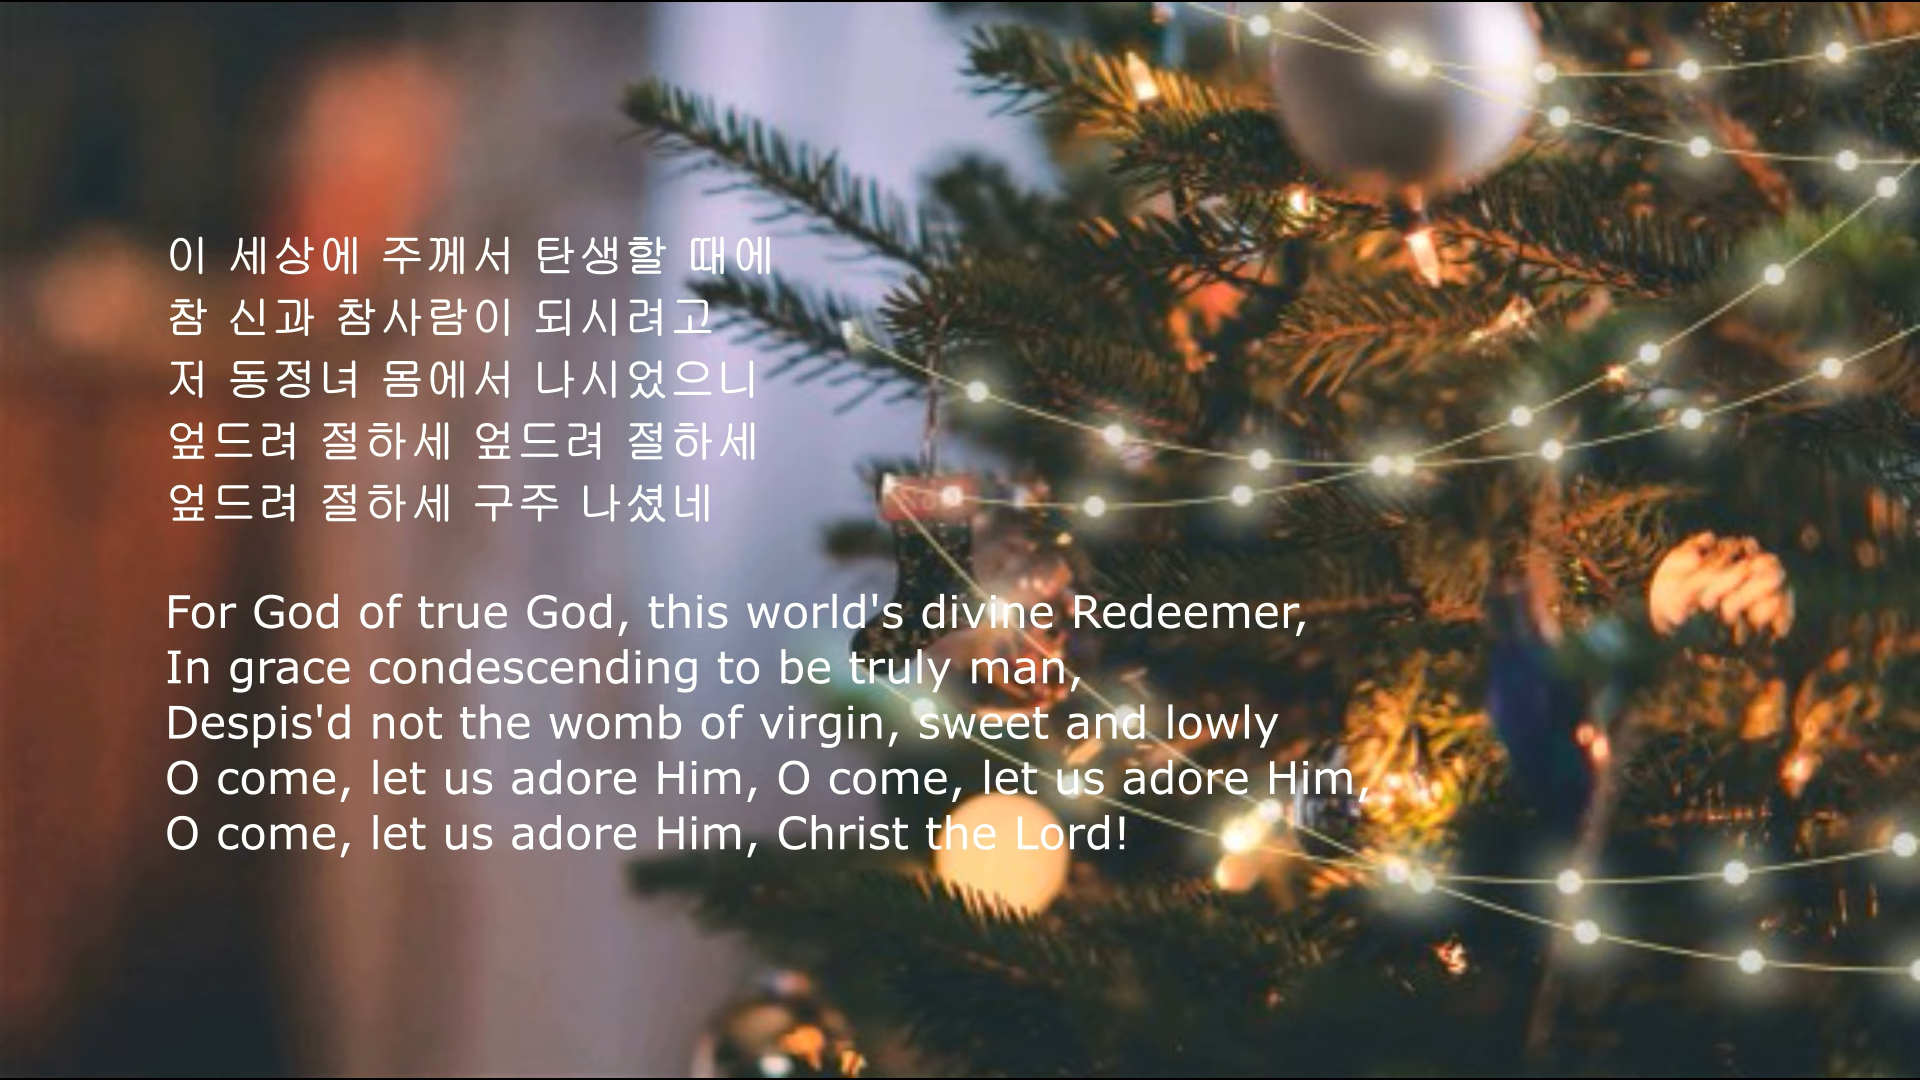 이 세상에 주께서 탄생할 때에
참 신과 참사람이 되시려고
저 동정녀 몸에서 나시었으니
엎드려 절하세 엎드려 절하세
엎드려 절하세 구주 나셨네
For God of true God, this world's divine Redeemer,
In grace condescending to be truly man,
Despis'd not the womb of virgin, sweet and lowly
O come, let us adore Him, O come, let us adore Him,
O come, let us adore Him, Christ the Lord!